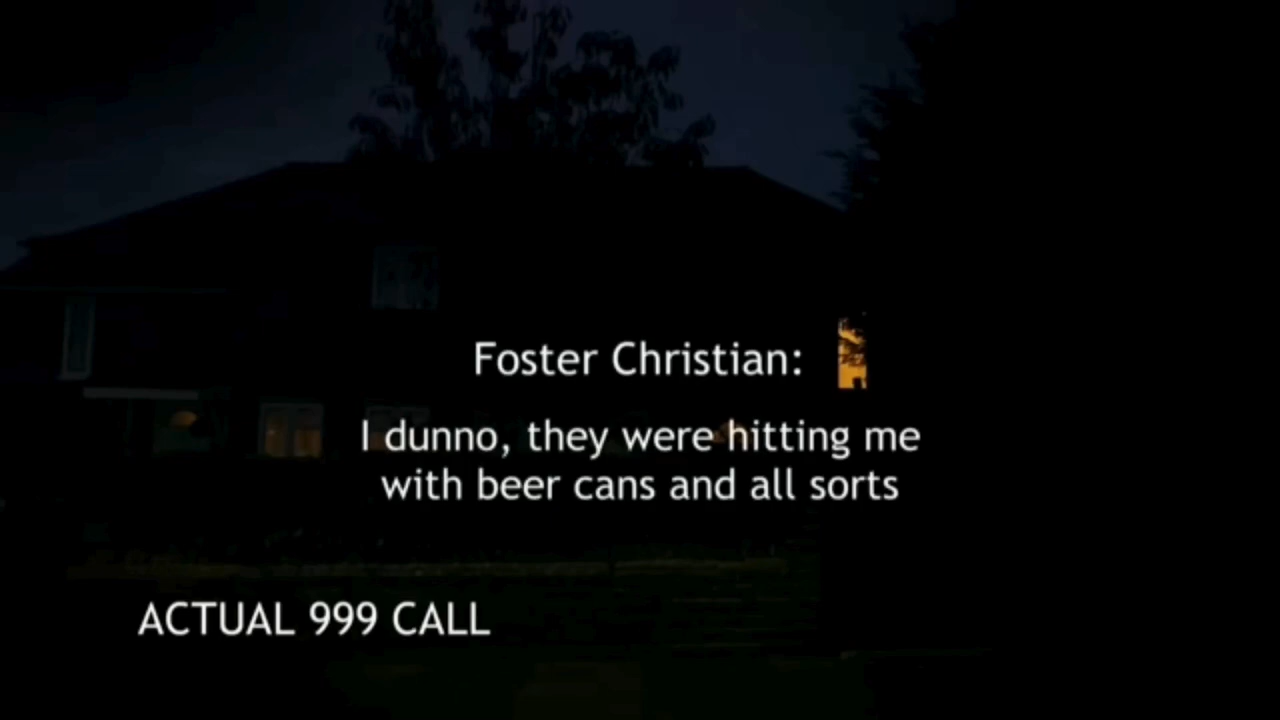 Foster Christian:
I dunno, they were hitting me
with beer cans and all sorts
ACTUAL 999 CALL